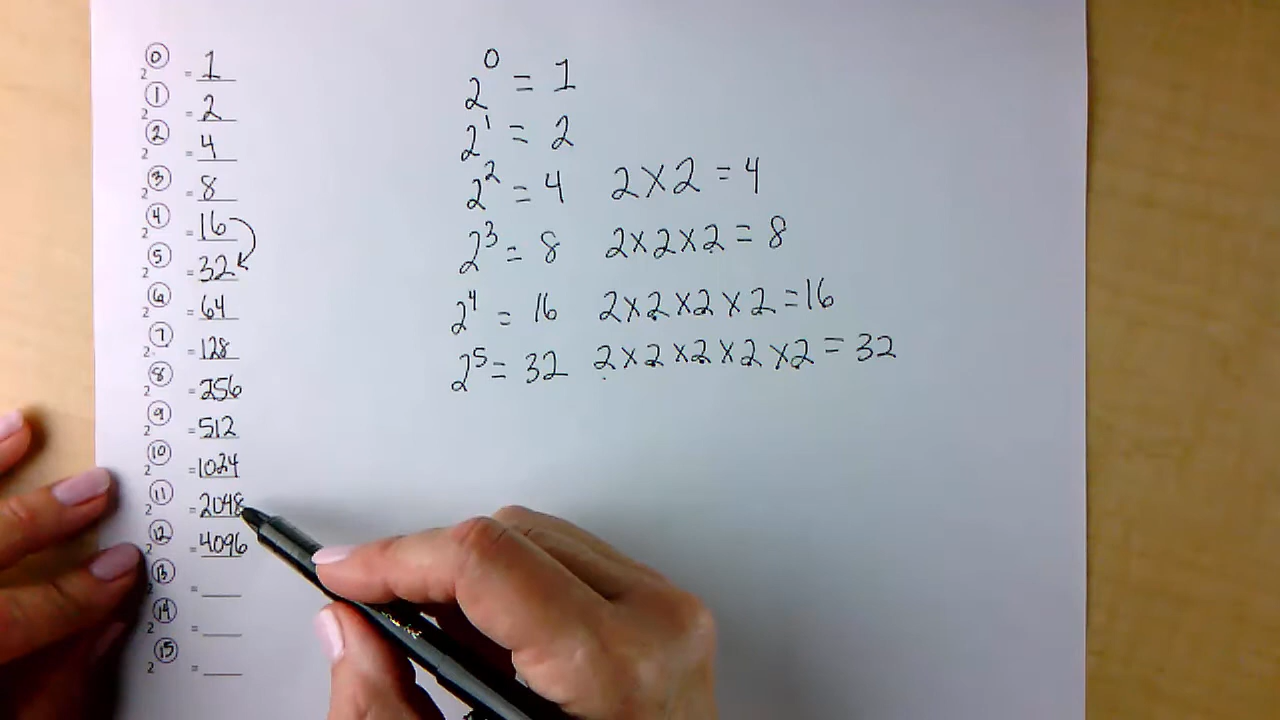 2⁰ = 1
2¹ = 2
2² = 4
2³ = 8
2⁴ = 16
2⁵ = 32
2⁶ = 64
2⁷ = 128
2⁸ = 256
2⁹ = 512
2¹⁰ = 1024
2¹¹ = 2048
2¹² = 4096
2¹³ = ___
2¹⁴ = ___
2¹⁵ = ___
2⁰ = 1
2¹ = 2
2² = 4 2×2 = 4
2³ = 8 2×2×2 = 8
2⁴ = 16 2×2×2×2 = 16
2⁵ = 32 2×2×2×2×2 = 32